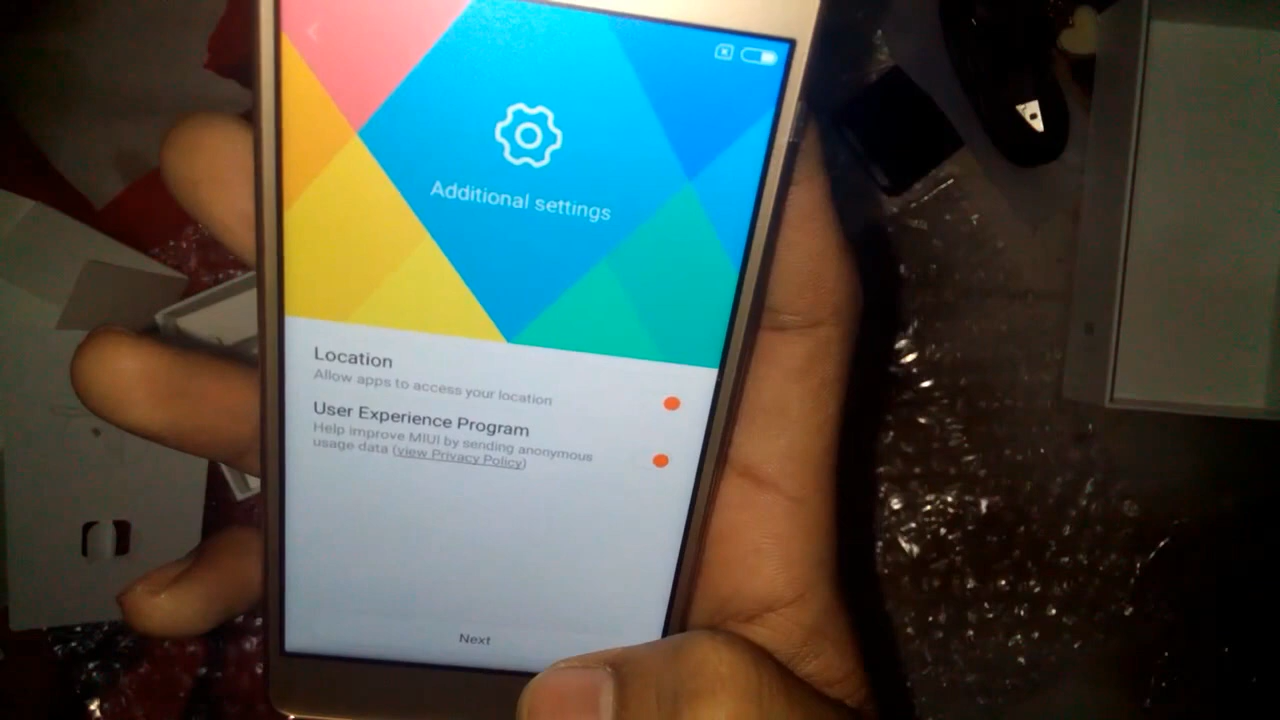 Additional settings
Location
Allow apps to access your location
User Experience Program
Help improve MIUI by sending anonymous
usage data (view Privacy Policy)
Next